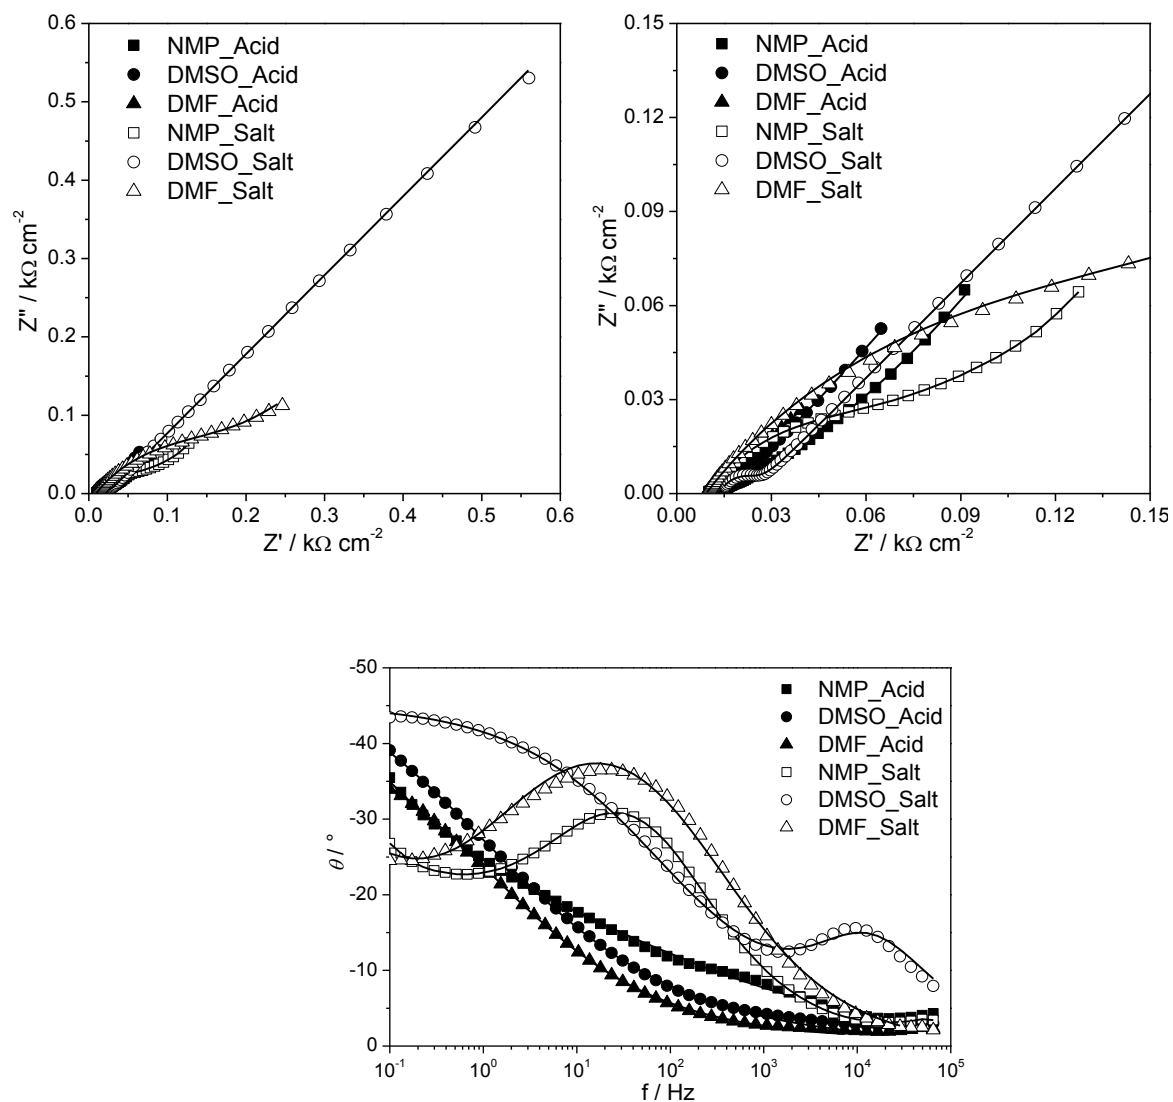 0.6
0.5
0.4
0.3
0.2
0.1
0.0
0.0 0.1 0.2 0.3 0.4 0.5 0.6
Z'' / kΩ cm-2
Z' / kΩ cm-2
NMP_Acid
DMSO_Acid
DMF_Acid
NMP_Salt
DMSO_Salt
DMF_Salt
0.15
0.12
0.09
0.06
0.03
0.00
0.00 0.03 0.06 0.09 0.12 0.15
Z'' / kΩ cm-2
Z' / kΩ cm-2
NMP_Acid
DMSO_Acid
DMF_Acid
NMP_Salt
DMSO_Salt
DMF_Salt
-50
-40
-30
-20
-10
0
10-1 100 101 102 103 104 105
θ / °
f / Hz
NMP_Acid
DMSO_Acid
DMF_Acid
NMP_Salt
DMSO_Salt
DMF_Salt